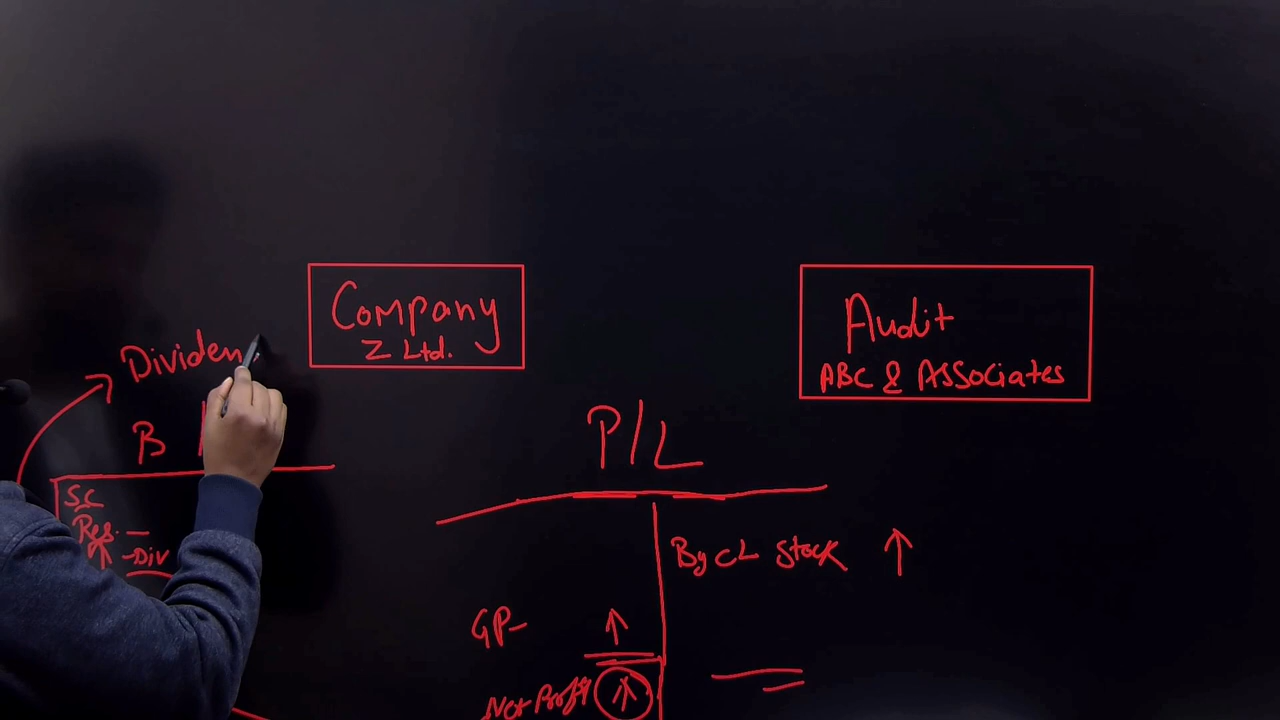 Company
Z Ltd.
Audit
ABC & Associates
Dividen
P/L
B
SC
Res. —
-Div
By CL Stock ↑
GP- ↑
Net Profit ↑